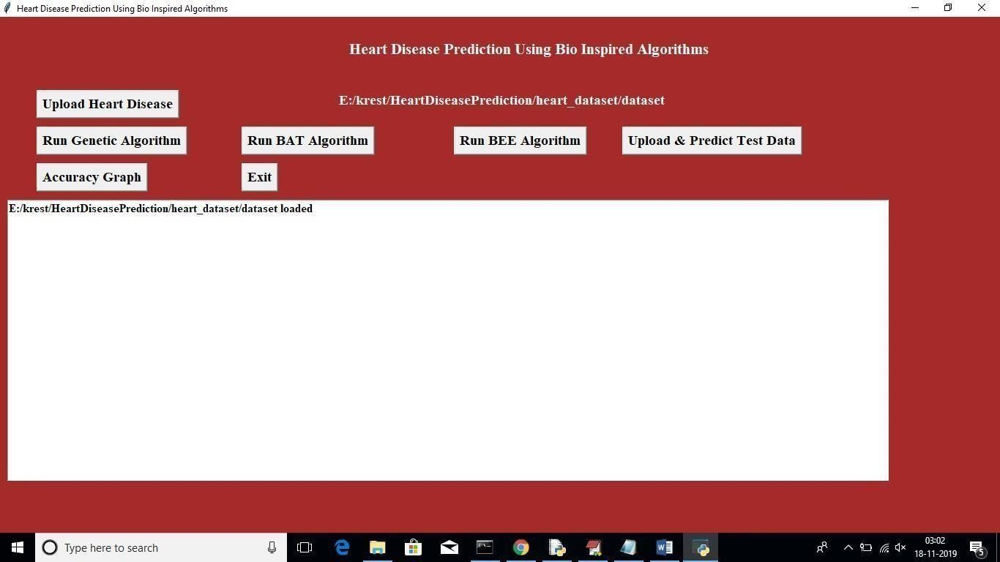 Heart Disease Prediction Using Bio Inspired Algorithms
Heart Disease Prediction Using Bio Inspired Algorithms
Upload Heart Disease
E:/krest/HeartDiseasePrediction/heart_dataset/dataset
Run Genetic Algorithm
Run BAT Algorithm
Run BEE Algorithm
Upload & Predict Test Data
Accuracy Graph
Exit
E:/krest/HeartDiseasePrediction/heart_dataset/dataset loaded
Type here to search
03:02
18-11-2019
5